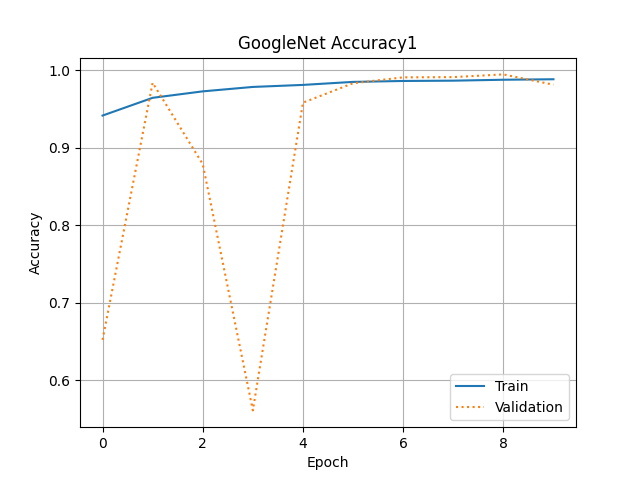 GoogleNet Accuracy1
1.0
0.9
0.8
0.7
0.6
Accuracy
0 2 4 6 8
Epoch
Train
Validation